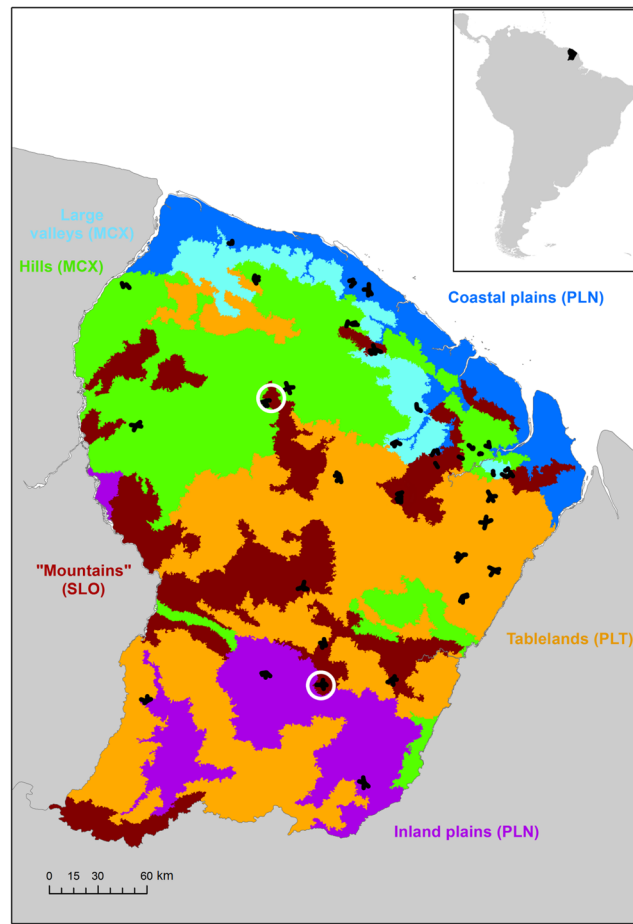 Large
valleys (MCX)
Hills (MCX)
Coastal plains (PLN)
"Mountains"
(SLO)
Tablelands (PLT)
Inland plains (PLN)
0 15 30 60 km